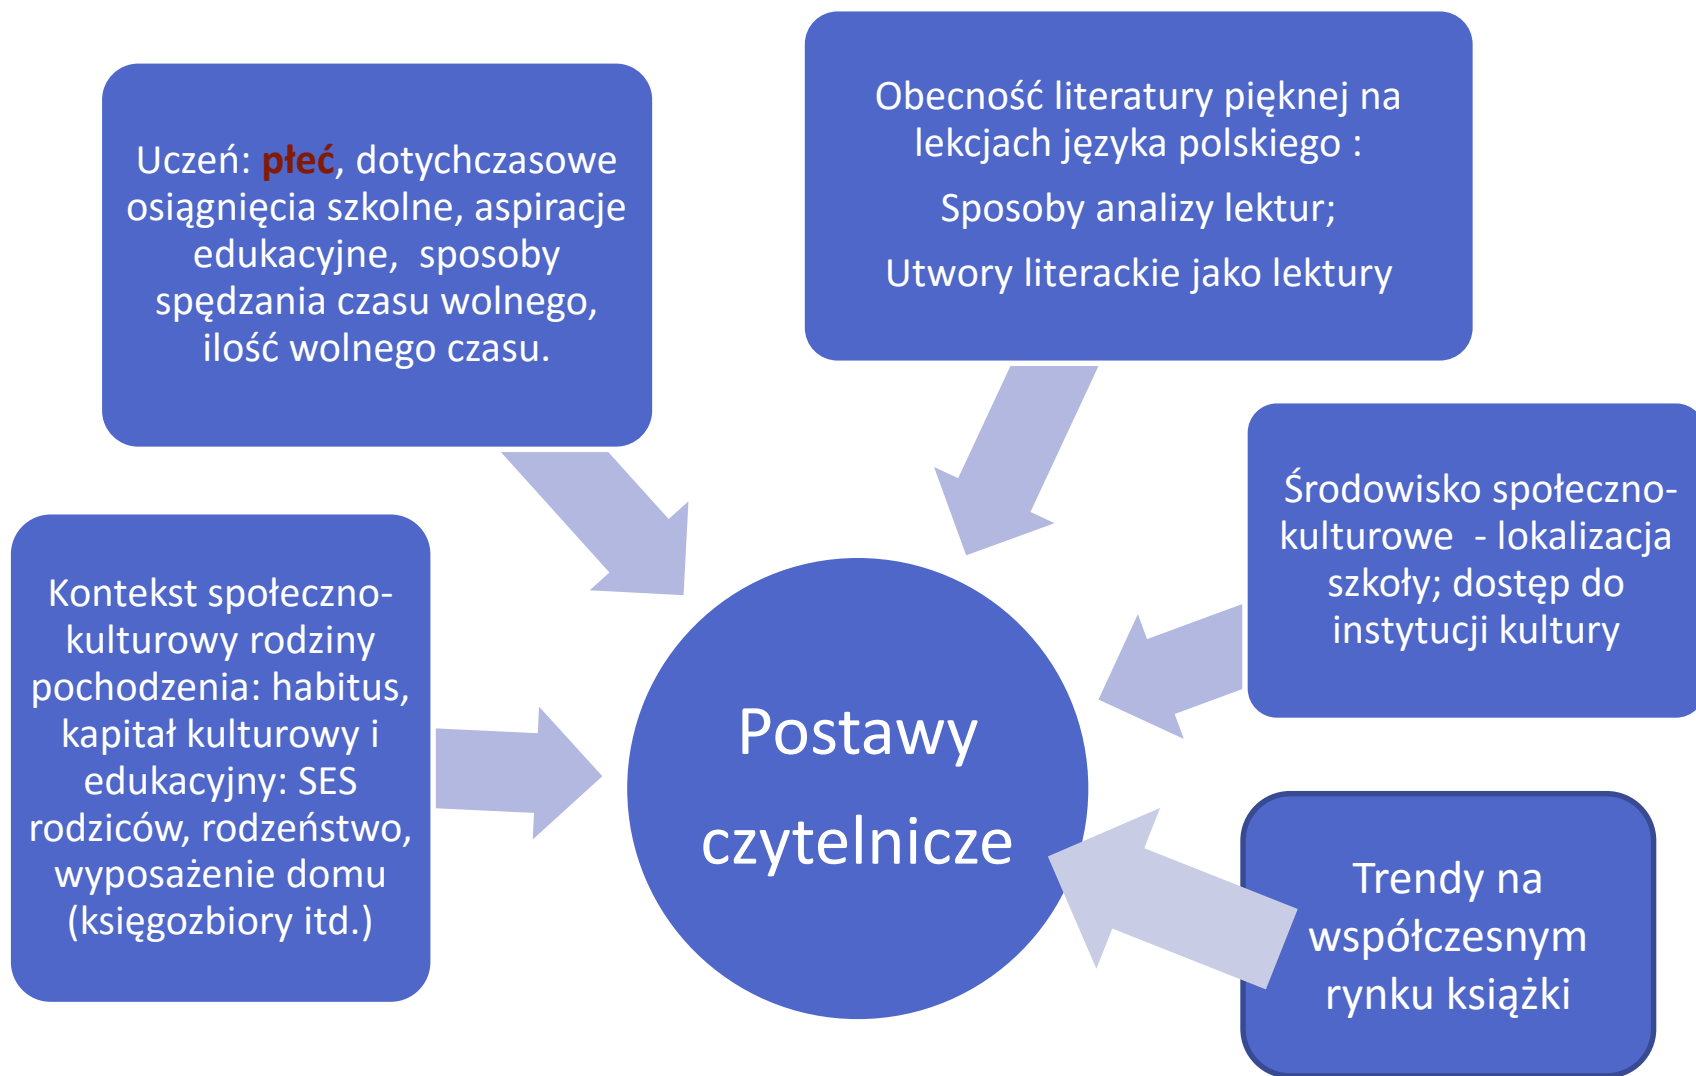 Uczeń: płeć, dotychczasowe
osiągnięcia szkolne, aspiracje
edukacyjne, sposoby
spędzania czasu wolnego,
ilość wolnego czasu.
Obecność literatury pięknej na
lekcjach języka polskiego :
Sposoby analizy lektur;
Utwory literackie jako lektury
Środowisko społeczno-
kulturowe - lokalizacja
szkoły; dostęp do
instytucji kultury
Kontekst społeczno-
kulturowy rodziny
pochodzenia: habitus,
kapitał kulturowy i
edukacyjny: SES
rodziców, rodzeństwo,
wyposażenie domu
(księgozbiory itd.)
Postawy
czytelnicze
Trendy na
współczesnym
rynku książki